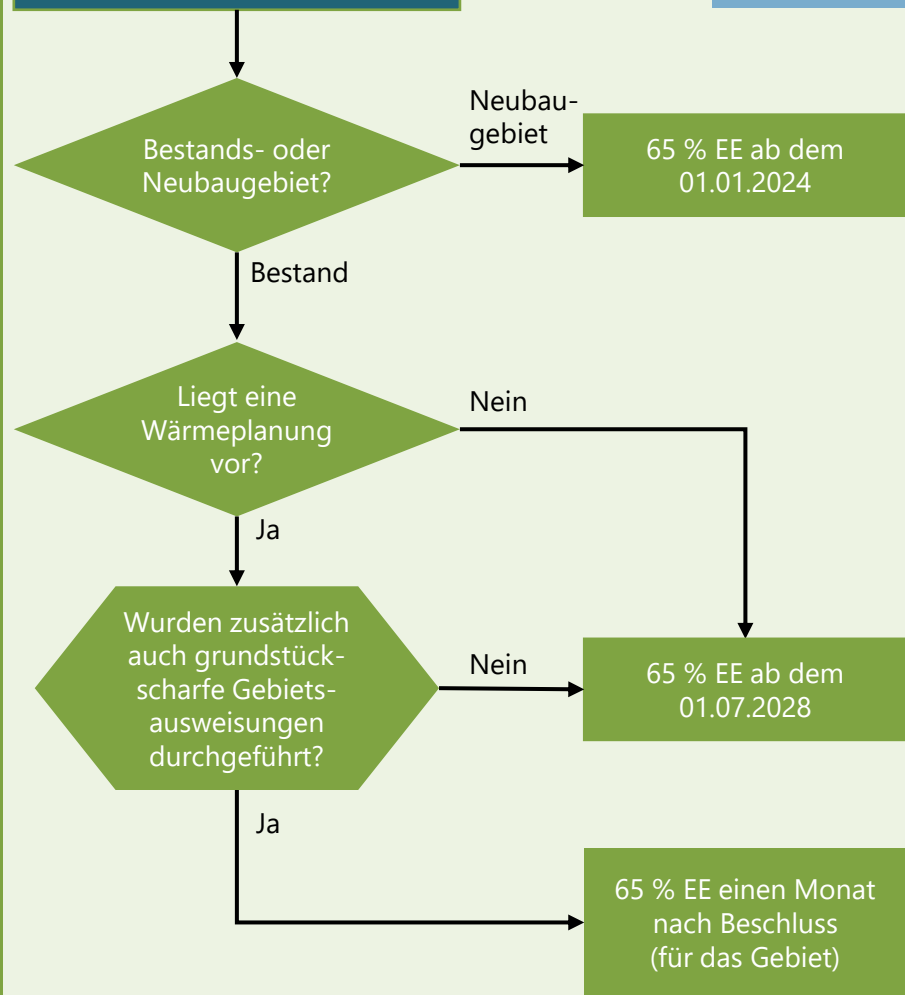 Bestands- oder
Neubaugebiet?
Neubau-
gebiet
65 % EE ab dem
01.01.2024
Bestand
Liegt eine
Wärmeplanung
vor?
Nein
Ja
Wurden zusätzlich
auch grundstück-
scharfe Gebiets-
ausweisungen
durchgeführt?
Nein
65 % EE ab dem
01.07.2028
Ja
65 % EE einen Monat
nach Beschluss
(für das Gebiet)